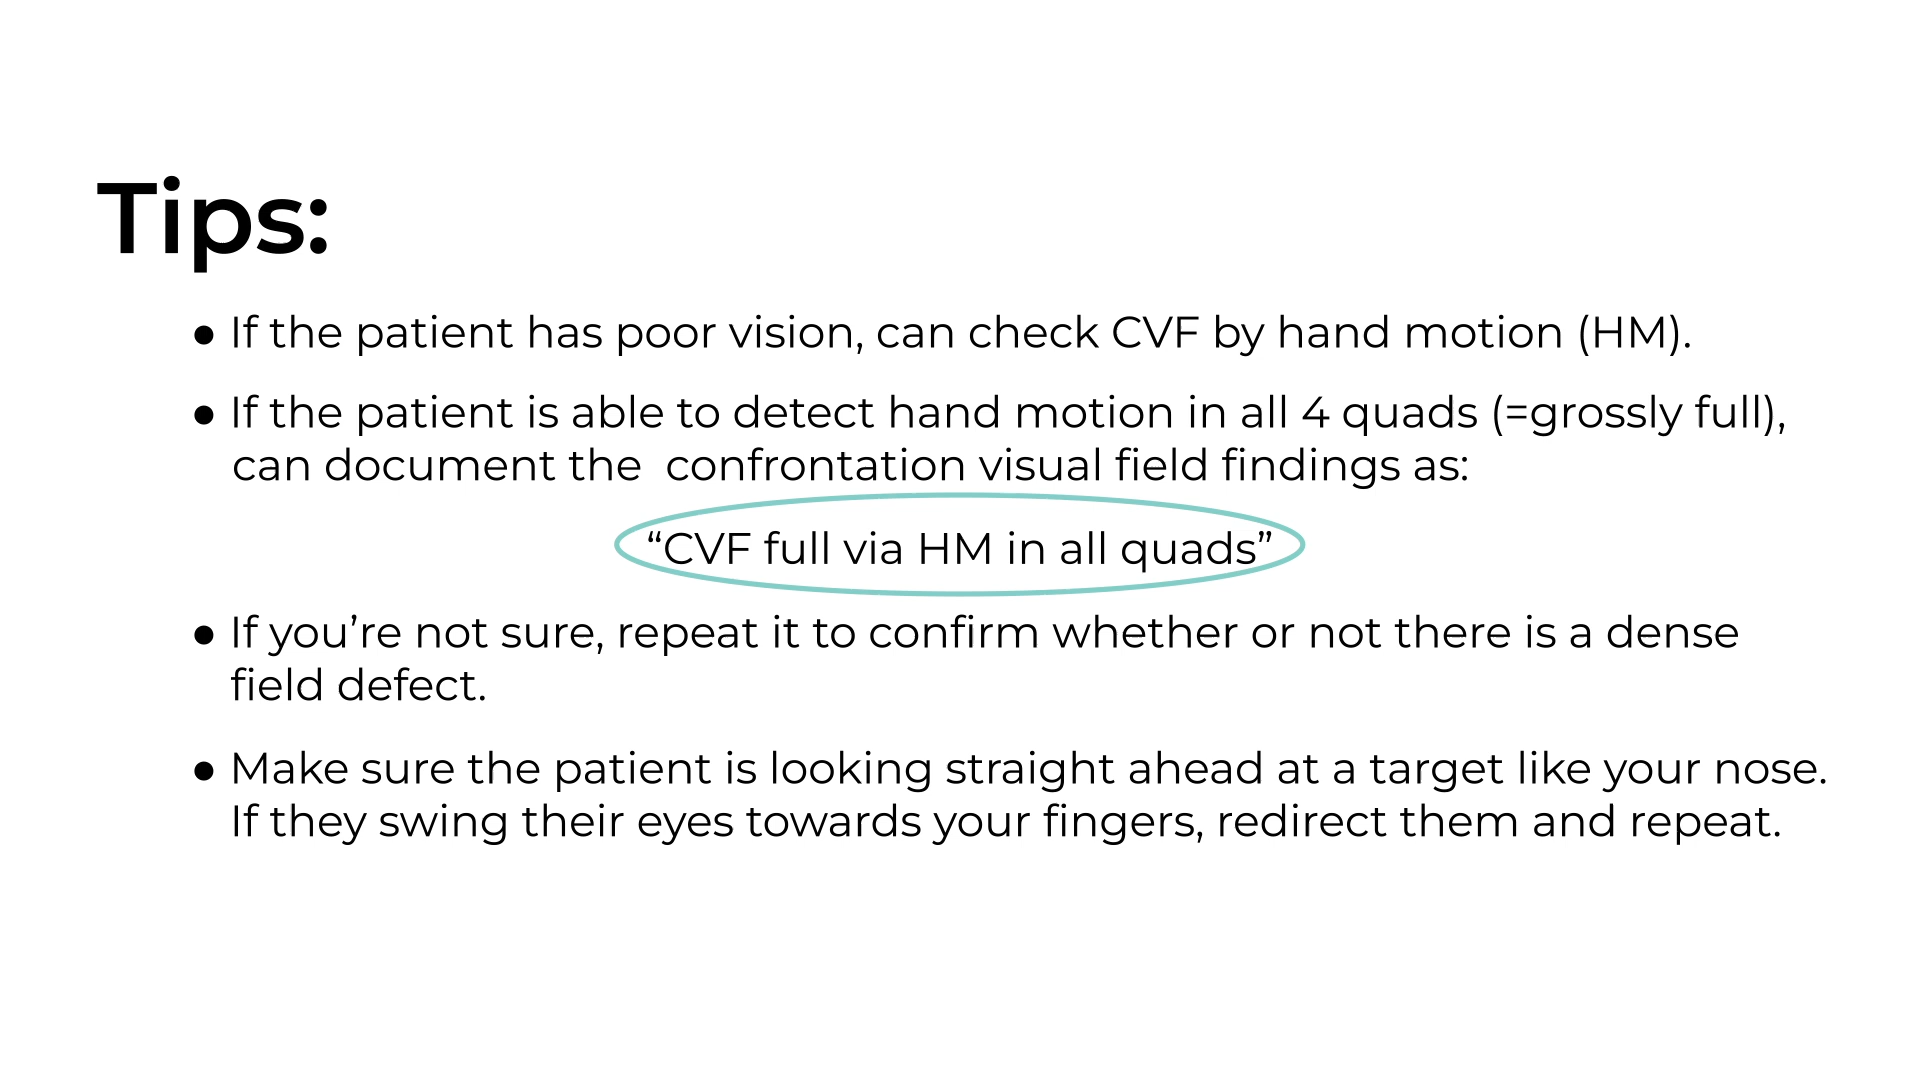 Tips:
● If the patient has poor vision, can check CVF by hand motion (HM).
● If the patient is able to detect hand motion in all 4 quads (=grossly full),
can document the  confrontation visual field findings as:
“CVF full via HM in all quads”
● If you’re not sure, repeat it to confirm whether or not there is a dense
field defect.
● Make sure the patient is looking straight ahead at a target like your nose.
If they swing their eyes towards your fingers, redirect them and repeat.